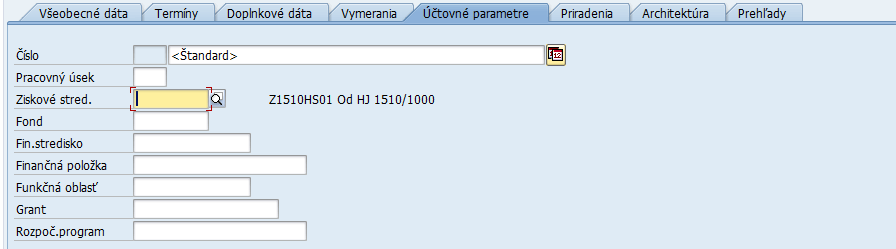 Všeobecné dáta Termíny Doplnkové dáta Vymerania Účtovné parametre Priradenia Architektúra Prehľady
Číslo <Štandard>
Pracovný úsek
Ziskové stred. Z1510HS01 Od HJ 1510/1000
Fond
Fin.stredisko
Finančná položka
Funkčná oblasť
Grant
Rozpoč.program